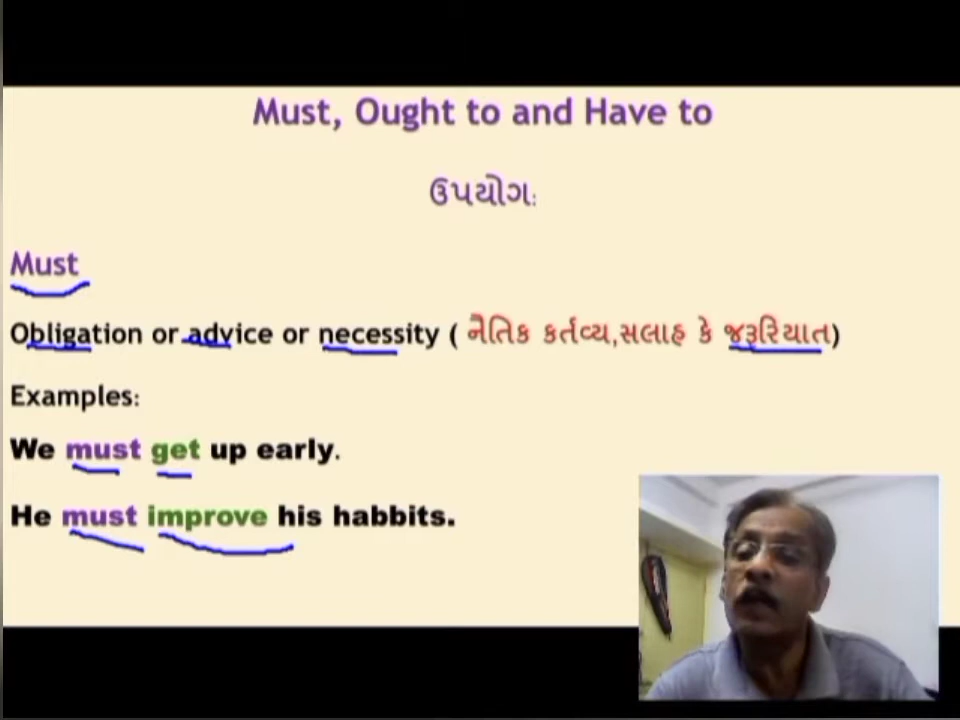 Must, Ought to and Have to
ઉપયોગ:
Must
Obligation or advice or necessity ( નૈતિક કર્તવ્ય,સલાહ કે જરૂરિયાત)
Examples:
We must get up early.
He must improve his habbits.